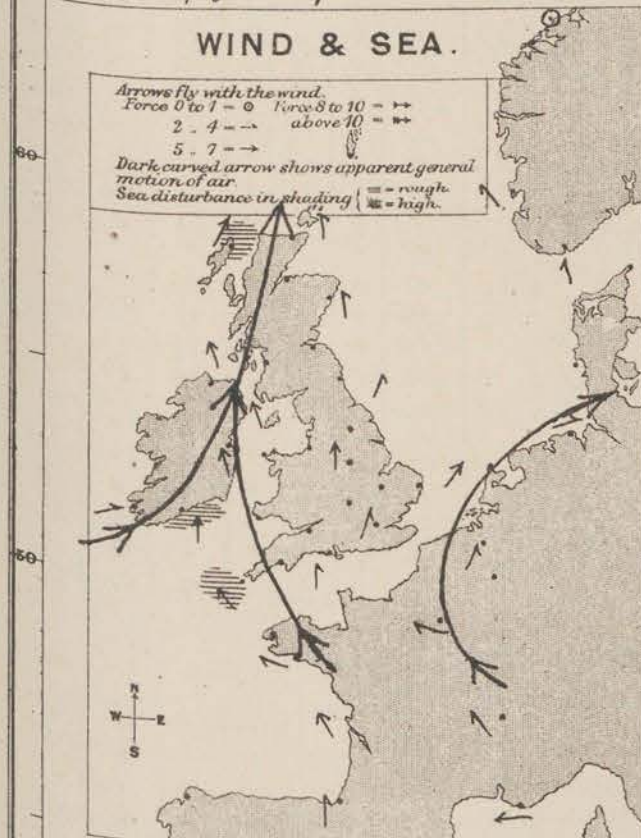 WIND & SEA.
Arrows fly with the wind.
Force 0 to 1 = ⊙ Force 8 to 10 = ↣
2 .. 4 = → above 10 =
5 .. 7 = →
Dark curved arrow shows apparent general
motion of air.
Sea disturbance in shading { = rough.
= high.
60
50
N
W E
S